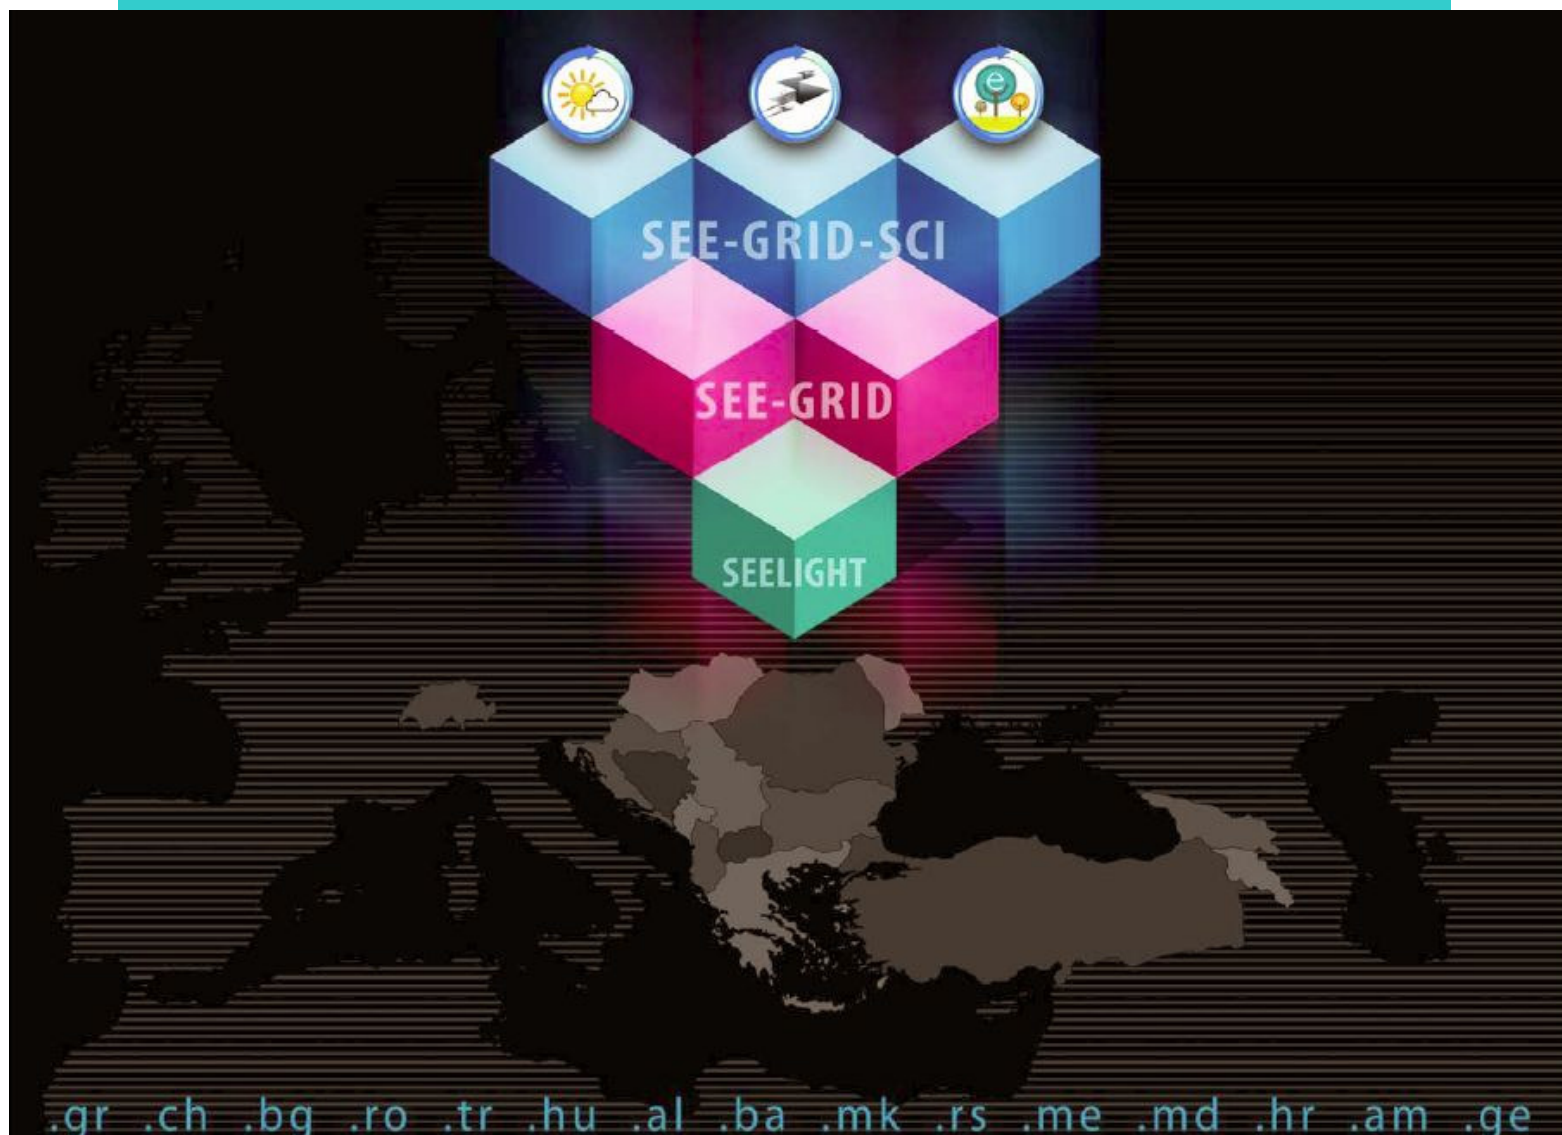 e
SEE-GRID-SCI
SEE-GRID
SEELIGHT
.gr .ch .bg .ro .tr .hu .al .ba .mk .rs .me .md .hr .am .ge